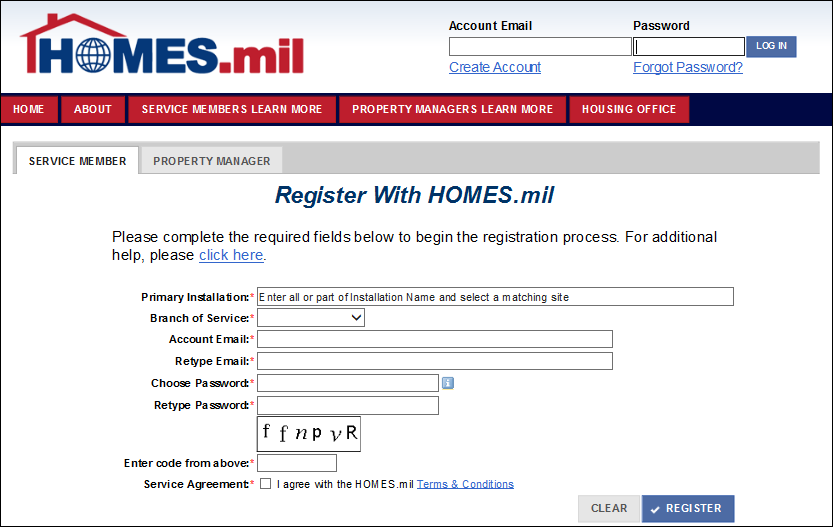 HOMES.mil
Account Email Password
LOG IN
Create Account Forgot Password?
HOME ABOUT SERVICE MEMBERS LEARN MORE PROPERTY MANAGERS LEARN MORE HOUSING OFFICE
SERVICE MEMBER PROPERTY MANAGER
Register With HOMES.mil
Please complete the required fields below to begin the registration process. For additional
help, please click here.
Primary Installation:* Enter all or part of Installation Name and select a matching site
Branch of Service:*
Account Email:*
Retype Email:*
Choose Password:* i
Retype Password:*
f f n p v R
Enter code from above:*
Service Agreement:* I agree with the HOMES.mil Terms & Conditions
CLEAR REGISTER